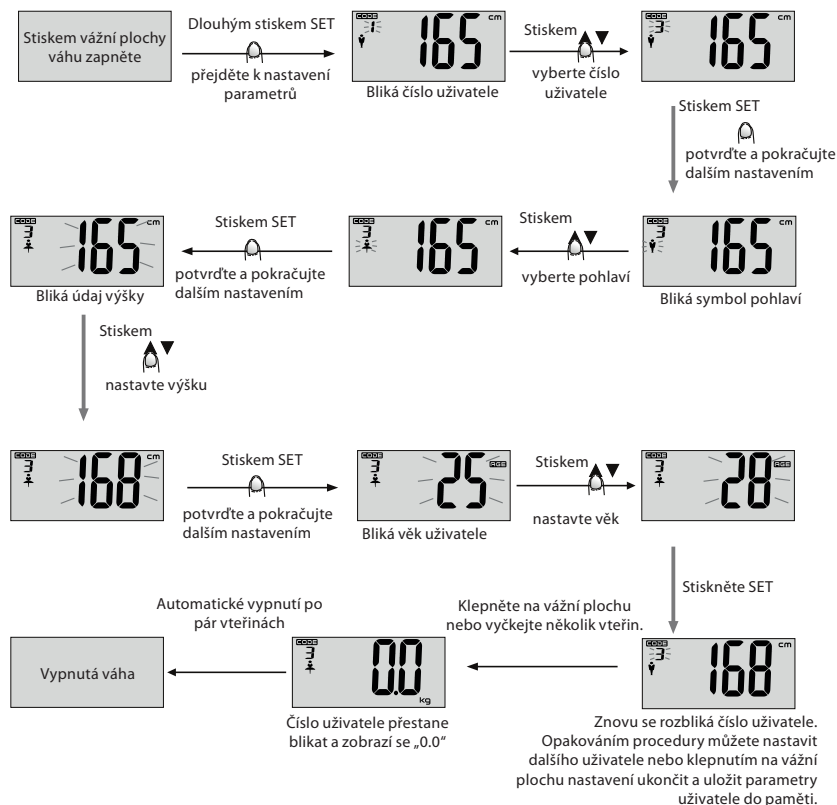 Stiskem vážní plochy
váhu zapněte
Dlouhým stiskem SET
přejděte k nastavení
parametrů
CODE
1
165 cm
Bliká číslo uživatele
Stiskem
vyberte číslo
uživatele
CODE
3
165 cm
Stiskem SET
potvrďte a pokračujte
dalším nastavením
CODE
3
165 cm
Bliká symbol pohlaví
Stiskem
vyberte pohlaví
CODE
3
165 cm
Stiskem SET
potvrďte a pokračujte
dalším nastavením
CODE
3
165 cm
Bliká údaj výšky
Stiskem
nastavte výšku
CODE
3
168 cm
Stiskem SET
potvrďte a pokračujte
dalším nastavením
CODE
3
25 AGE
Bliká věk uživatele
Stiskem
nastavte věk
CODE
3
28 AGE
Stiskněte SET
CODE
3
168 cm
Znovu se rozbliká číslo uživatele.
Opakováním procedury můžete nastavit
dalšího uživatele nebo klepnutím na vážní
plochu nastavení ukončit a uložit parametry
uživatele do paměti.
Klepněte na vážní plochu
nebo vyčkejte několik vteřin.
CODE
3
0.0 kg
Číslo uživatele přestane
blikat a zobrazí se „0.0“
Automatické vypnutí po
pár vteřinách
Vypnutá váha